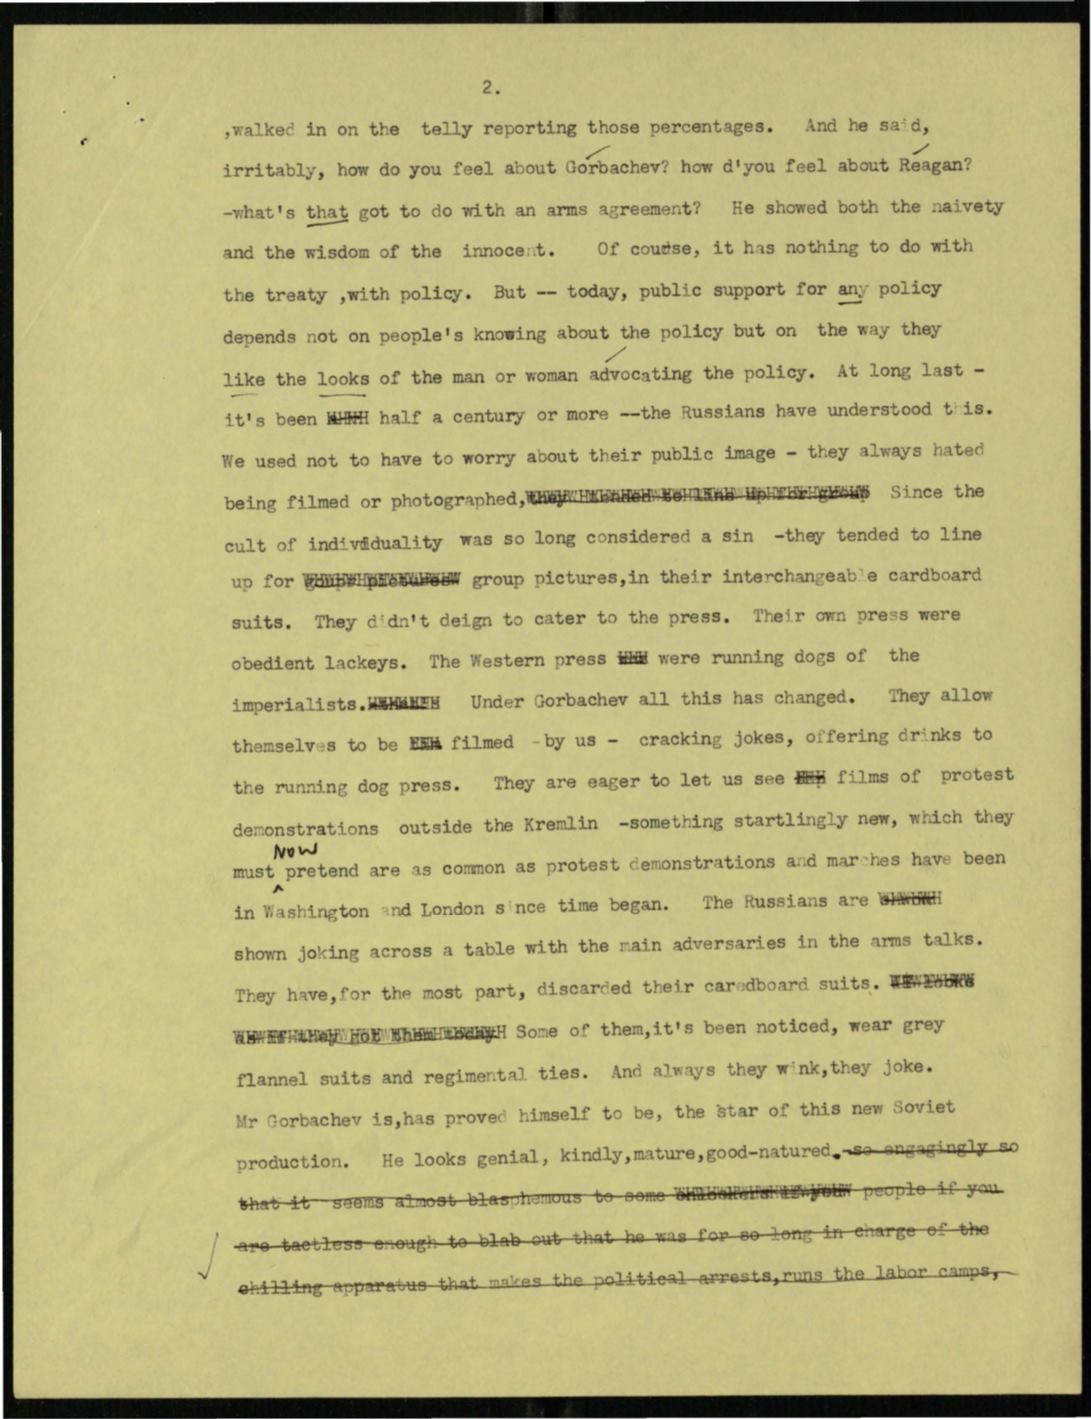 2.
,walked in on the telly reporting those percentages. And he said,
irritably, how do you feel about Gorbachev? how d'you feel about Reagan?
-what's that got to do with an arms agreement? He showed both the naivety
and the wisdom of the innocent. Of coudse, it has nothing to do with
the treaty ,with policy. But -- today, public support for any policy
depends not on people's knowing about the policy but on the way they
like the looks of the man or woman advocating the policy. At long last -
it's been half a century or more --the Russians have understood this.
We used not to have to worry about their public image - they always hated
being filmed or photographed, they tended to line up for group Since the
cult of individuality was so long considered a sin -they tended to line
up for group pictures,in their interchangeable cardboard
suits. They didn't deign to cater to the press. Their own press were
obedient lackeys. The Western press were running dogs of the
imperialists. Under Gorbachev all this has changed. They allow
themselves to be filmed -by us - cracking jokes, offering drinks to
the running dog press. They are eager to let us see films of protest
demonstrations outside the Kremlin -something startlingly new, which they
Now
must pretend are as common as protest demonstrations and marches have been
in Washington and London since time began. The Russians are
shown joking across a table with the main adversaries in the arms talks.
They have,for the most part, discarded their caredboard suits.
Some of them,it's been noticed, wear grey
flannel suits and regimental ties. And always they wink,they joke.
Mr Gorbachev is,has proved himself to be, the star of this new Soviet
production. He looks genial, kindly,mature,good-natured. -so engagingly so
that it seems almost blasphemous to some people if you
are tactless enough to blab out that he was for so long in charge of the
chilling apparatus that makes the political arrests,runs the labor camps,